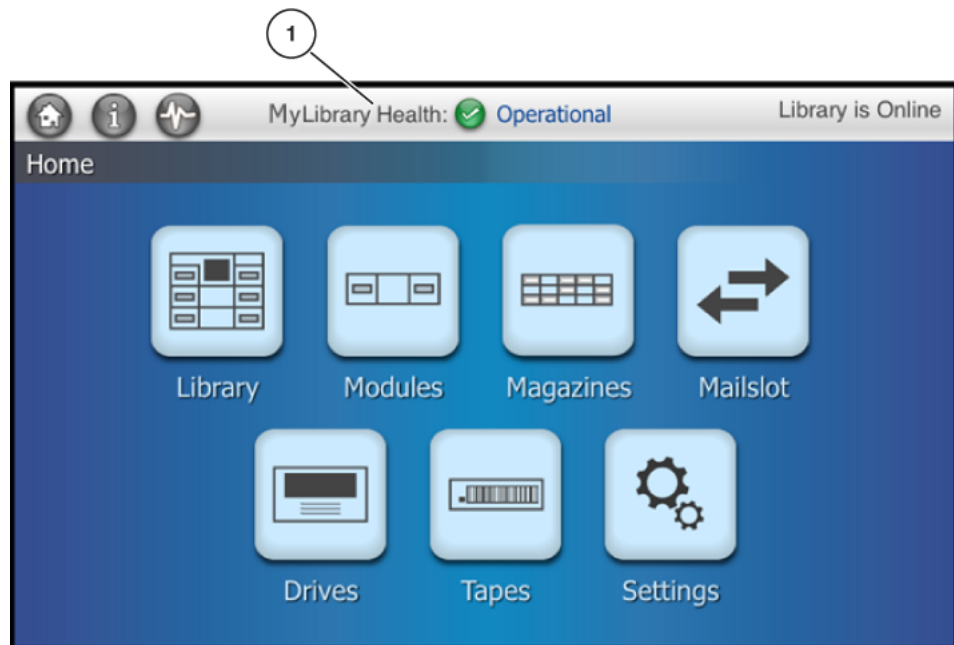 1
MyLibrary Health: Operational
Library is Online
Home
Library Modules Magazines Mailslot
Drives Tapes Settings